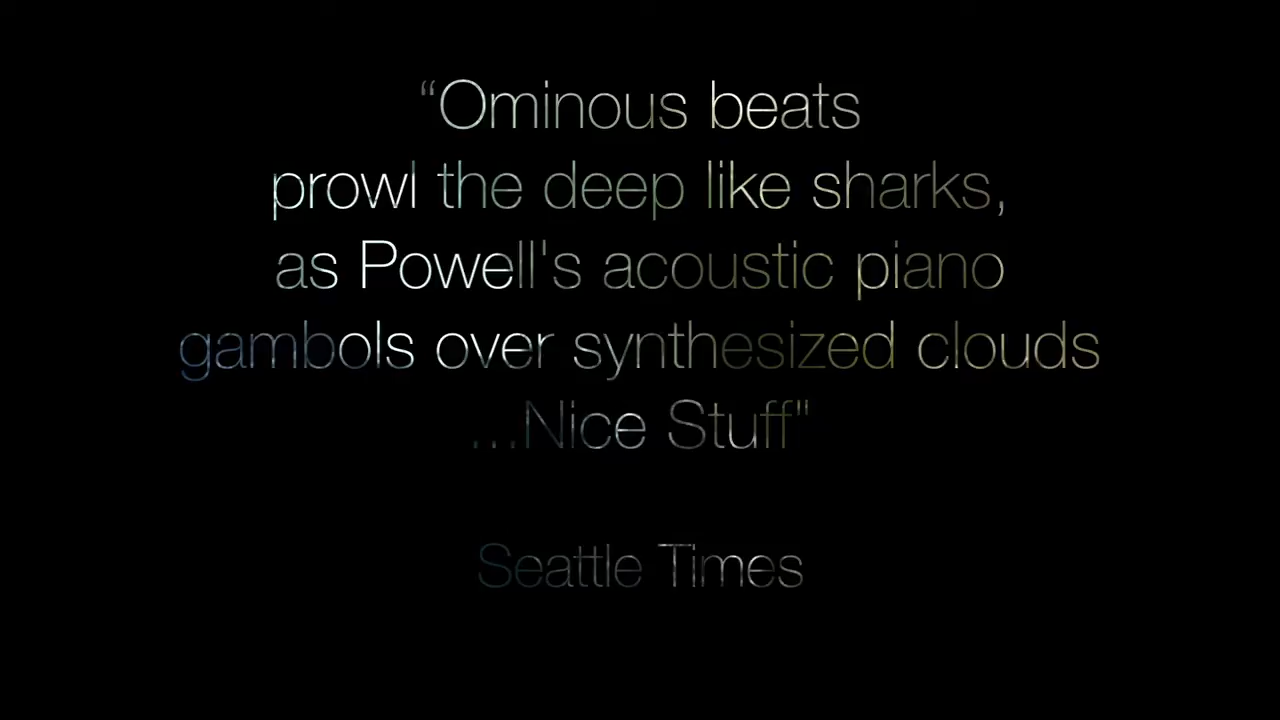 “Ominous beats
prowl the deep like sharks,
as Powell's acoustic piano
gambols over synthesized clouds
...Nice Stuff"
Seattle Times